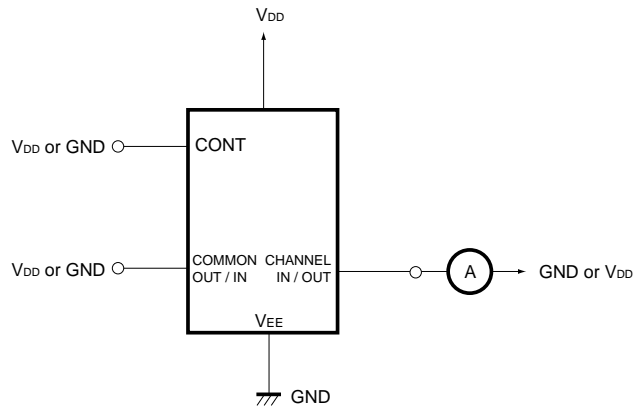 VDD
VDD or GND
CONT
VDD or GND
COMMON OUT / IN
CHANNEL IN / OUT
A
GND or VDD
VEE
GND